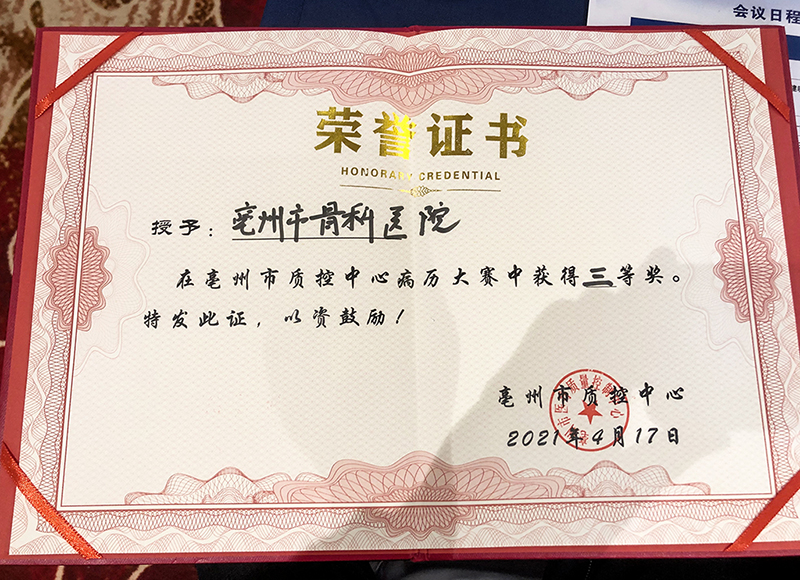 会议日程
荣誉证书
HONORARY CREDENTIAL
授予：亳州市骨科医院
在亳州市质控中心病历大赛中获得三等奖。
特发此证，以资鼓励！
亳州市质控中心
2021年4月17日